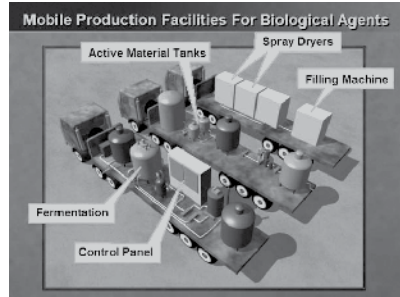 Mobile Production Facilities For Biological Agents
Spray Dryers
Active Material Tanks
Filling Machine
Fermentation
Control Panel